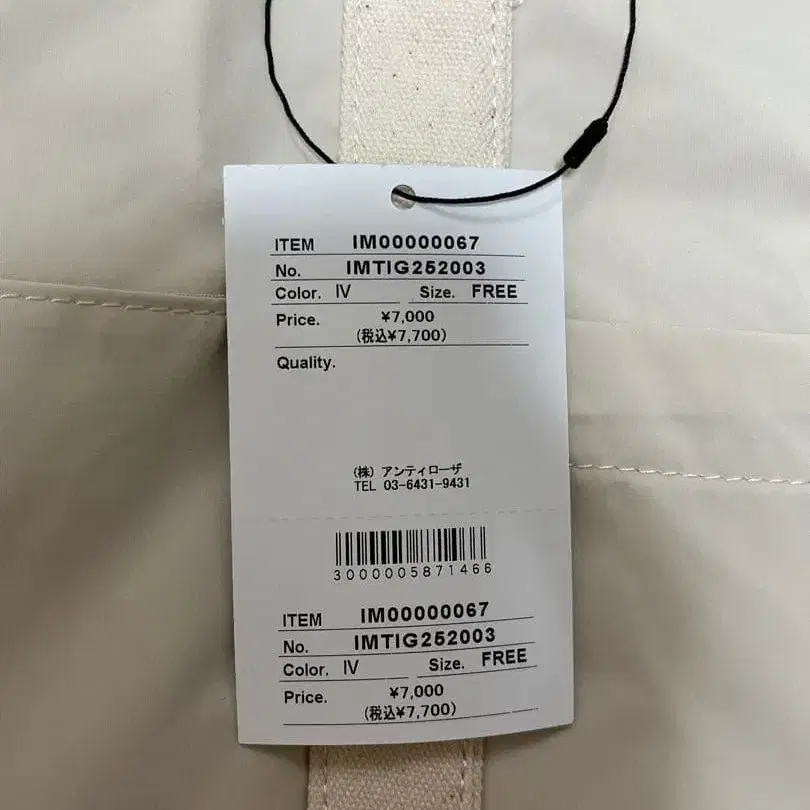 ITEM IM00000067
No. IMTIG252003
Color. IV Size. FREE
Price. ¥7,000
(税込¥7,700)
Quality.
(株) アンティローザ
TEL 03-6431-9431
3000005871466
ITEM IM00000067
No. IMTIG252003
Color. IV Size. FREE
Price. ¥7,000
(税込¥7,700)